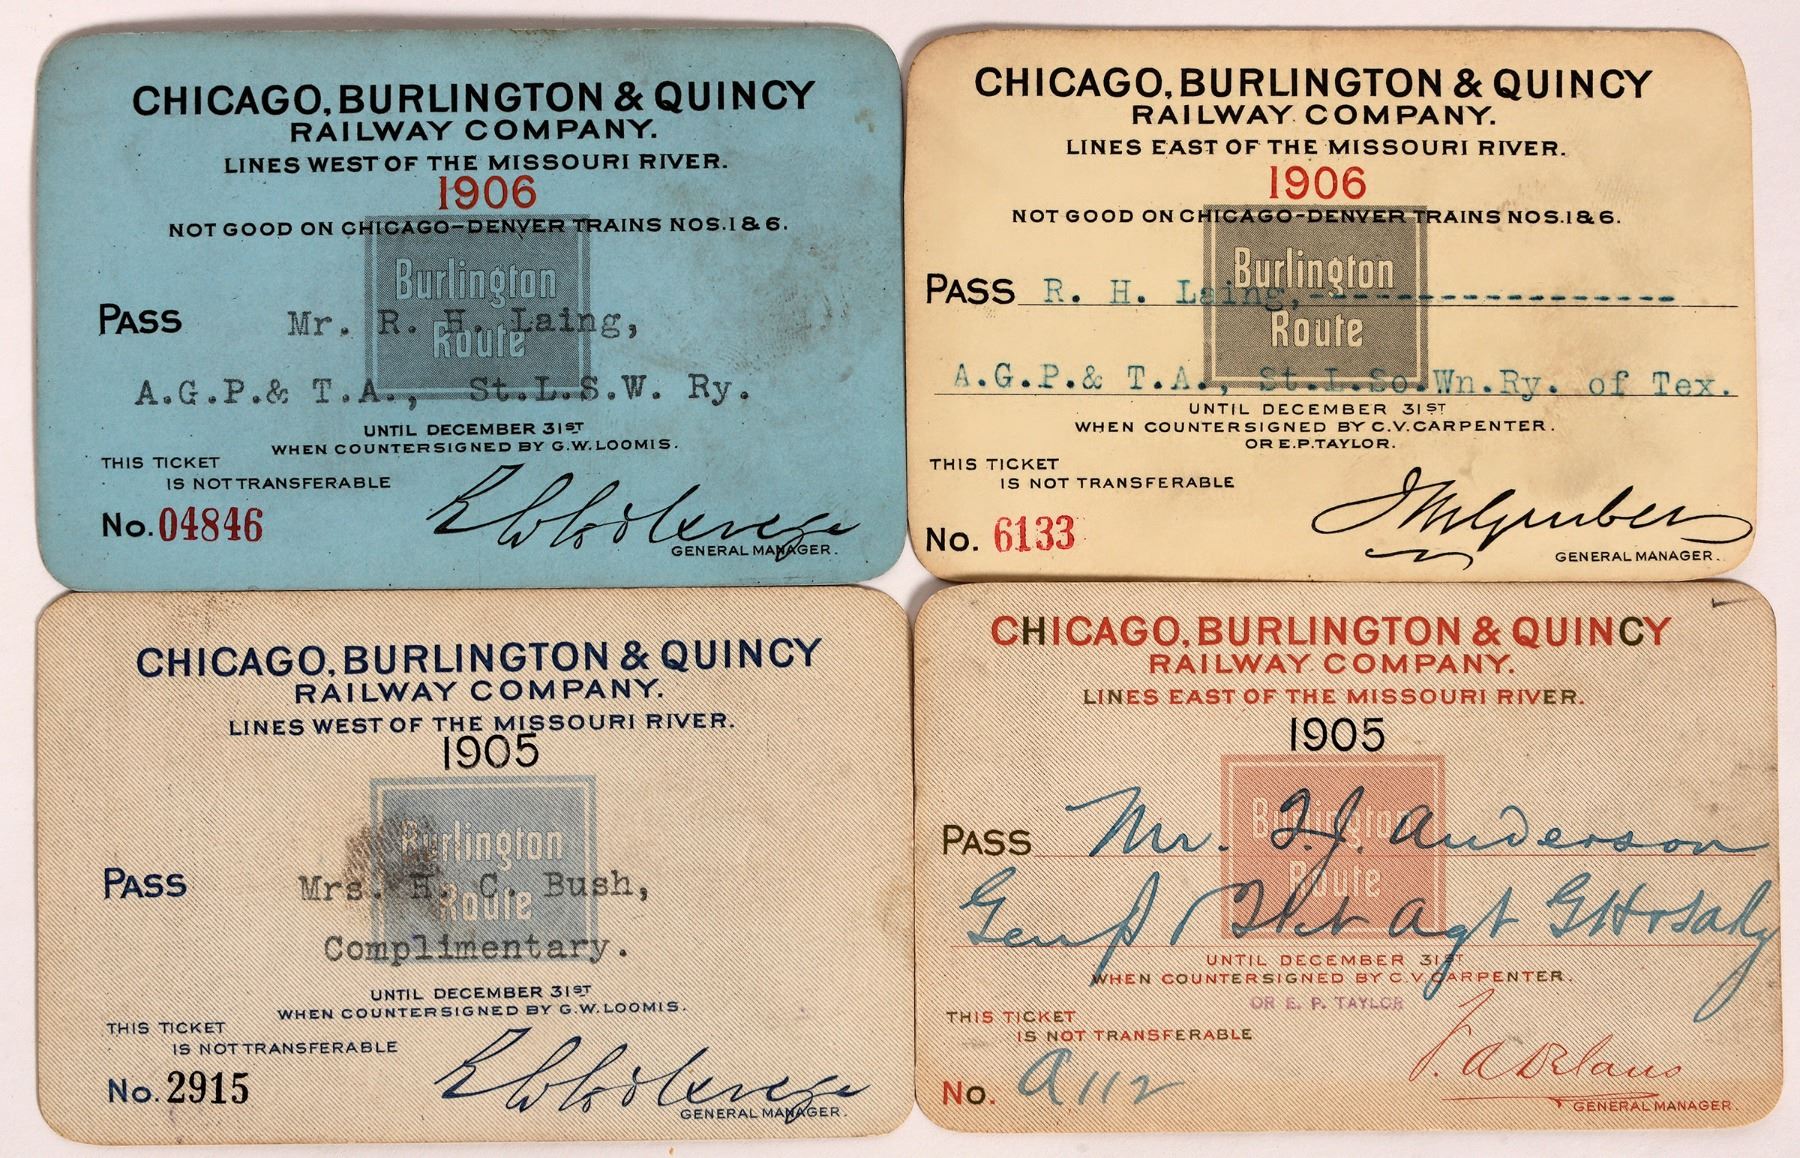 CHICAGO, BURLINGTON & QUINCY
RAILWAY COMPANY.
LINES WEST OF THE MISSOURI RIVER.
1906
NOT GOOD ON CHICAGO-DENVER TRAINS NOS. 1 & 6.
Burlington
Route
PASS Mr. R. H. Laing,
A.G.P.& T.A., St.L.S.W. Ry.
UNTIL DECEMBER 31ST
WHEN COUNTERSIGNED BY G.W. LOOMIS.
THIS TICKET
IS NOT TRANSFERABLE
No. 04846
GENERAL MANAGER.
CHICAGO, BURLINGTON & QUINCY
RAILWAY COMPANY.
LINES EAST OF THE MISSOURI RIVER.
1906
NOT GOOD ON CHICAGO-DENVER TRAINS NOS. 1 & 6.
Burlington
Route
PASS R. H. Laing,------------------
A.G.P.& T.A., St.L.So.Wn.Ry. of Tex.
UNTIL DECEMBER 31ST
WHEN COUNTERSIGNED BY C.V. CARPENTER.
OR E.P. TAYLOR.
THIS TICKET
IS NOT TRANSFERABLE
No. 6133
GENERAL MANAGER.
CHICAGO, BURLINGTON & QUINCY
RAILWAY COMPANY.
LINES WEST OF THE MISSOURI RIVER.
1905
Burlington
Route
PASS Mrs. H. C. Bush,
Complimentary.
UNTIL DECEMBER 31ST
WHEN COUNTERSIGNED BY G.W. LOOMIS.
THIS TICKET
IS NOT TRANSFERABLE
No. 2915
GENERAL MANAGER.
CHICAGO, BURLINGTON & QUINCY
RAILWAY COMPANY.
LINES EAST OF THE MISSOURI RIVER.
1905
Burlington
Route
PASS Mr. T. J. Anderson
Genl P & Tkt Agt GH&SARy
UNTIL DECEMBER 31ST
WHEN COUNTERSIGNED BY C.V. CARPENTER.
OR E. P. TAYLOR
THIS TICKET
IS NOT TRANSFERABLE
No. A112
GENERAL MANAGER.